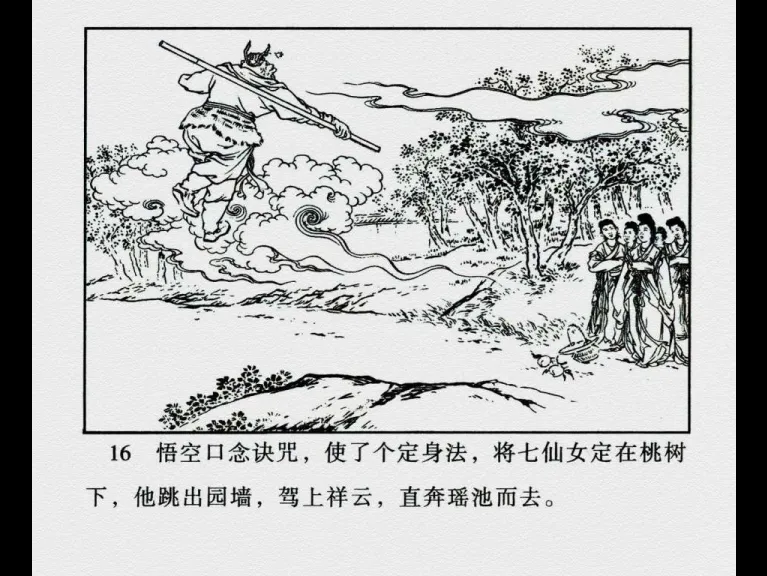 16 悟空口念诀咒，使了个定身法，将七仙女定在桃树
下，他跳出园墙，驾上祥云，直奔瑶池而去。